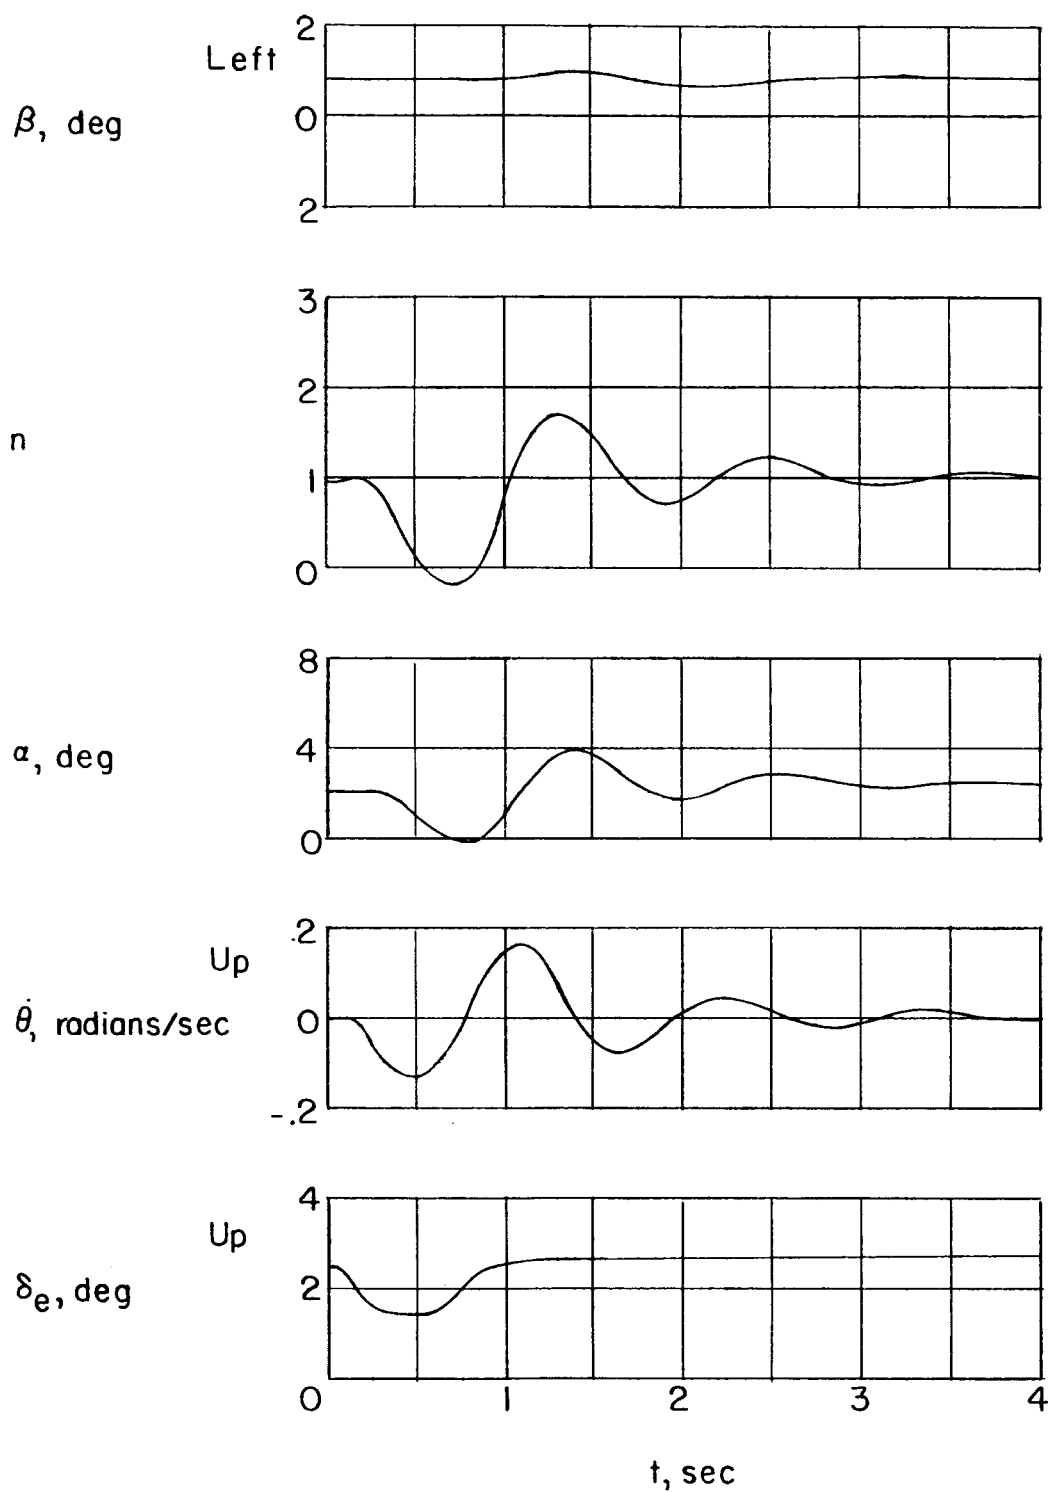 2
Left
β, deg
0
2
3
2
n
1
0
8
α, deg
4
0
.2
Up
θ̇, radians/sec
0
-.2
4
Up
δe, deg
2
0 1 2 3 4
t, sec